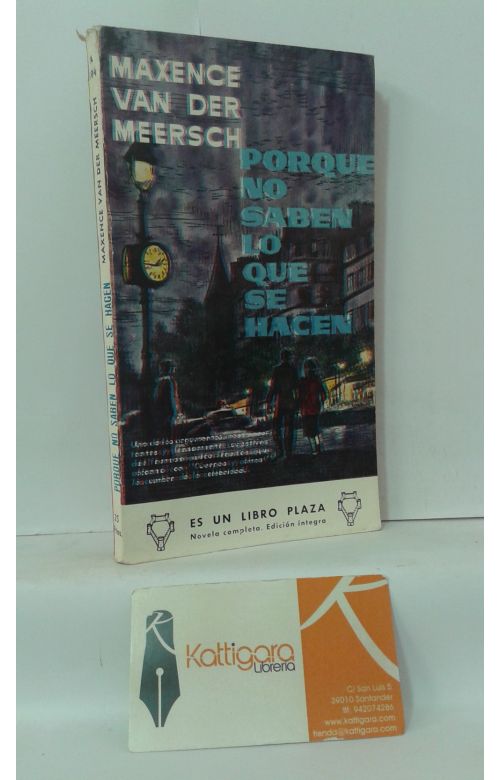 MAXENCE
VAN DER
MEERSCH
PORQUE
NO
SABEN
LO
QUE
SE
HACEN
MAXENCE VAN DER MEERSCH
PORQUE NO SABEN LO QUE SE HACEN
ES UN LIBRO PLAZA
Novela completa. Edición íntegra
K
Kattigara
Librería
C/ San Luis 5
39010 Santander
tlf. 942074286
www.kattigara.com
tienda@kattigara.com